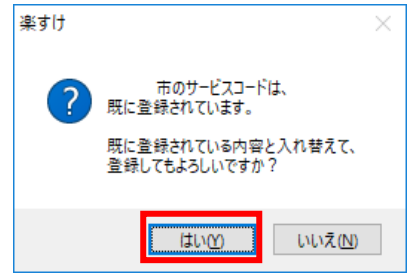 楽すけ
市のサービスコードは、
既に登録されています。
既に登録されている内容と入れ替えて、
登録してもよろしいですか？
はい(Y)
いいえ(N)